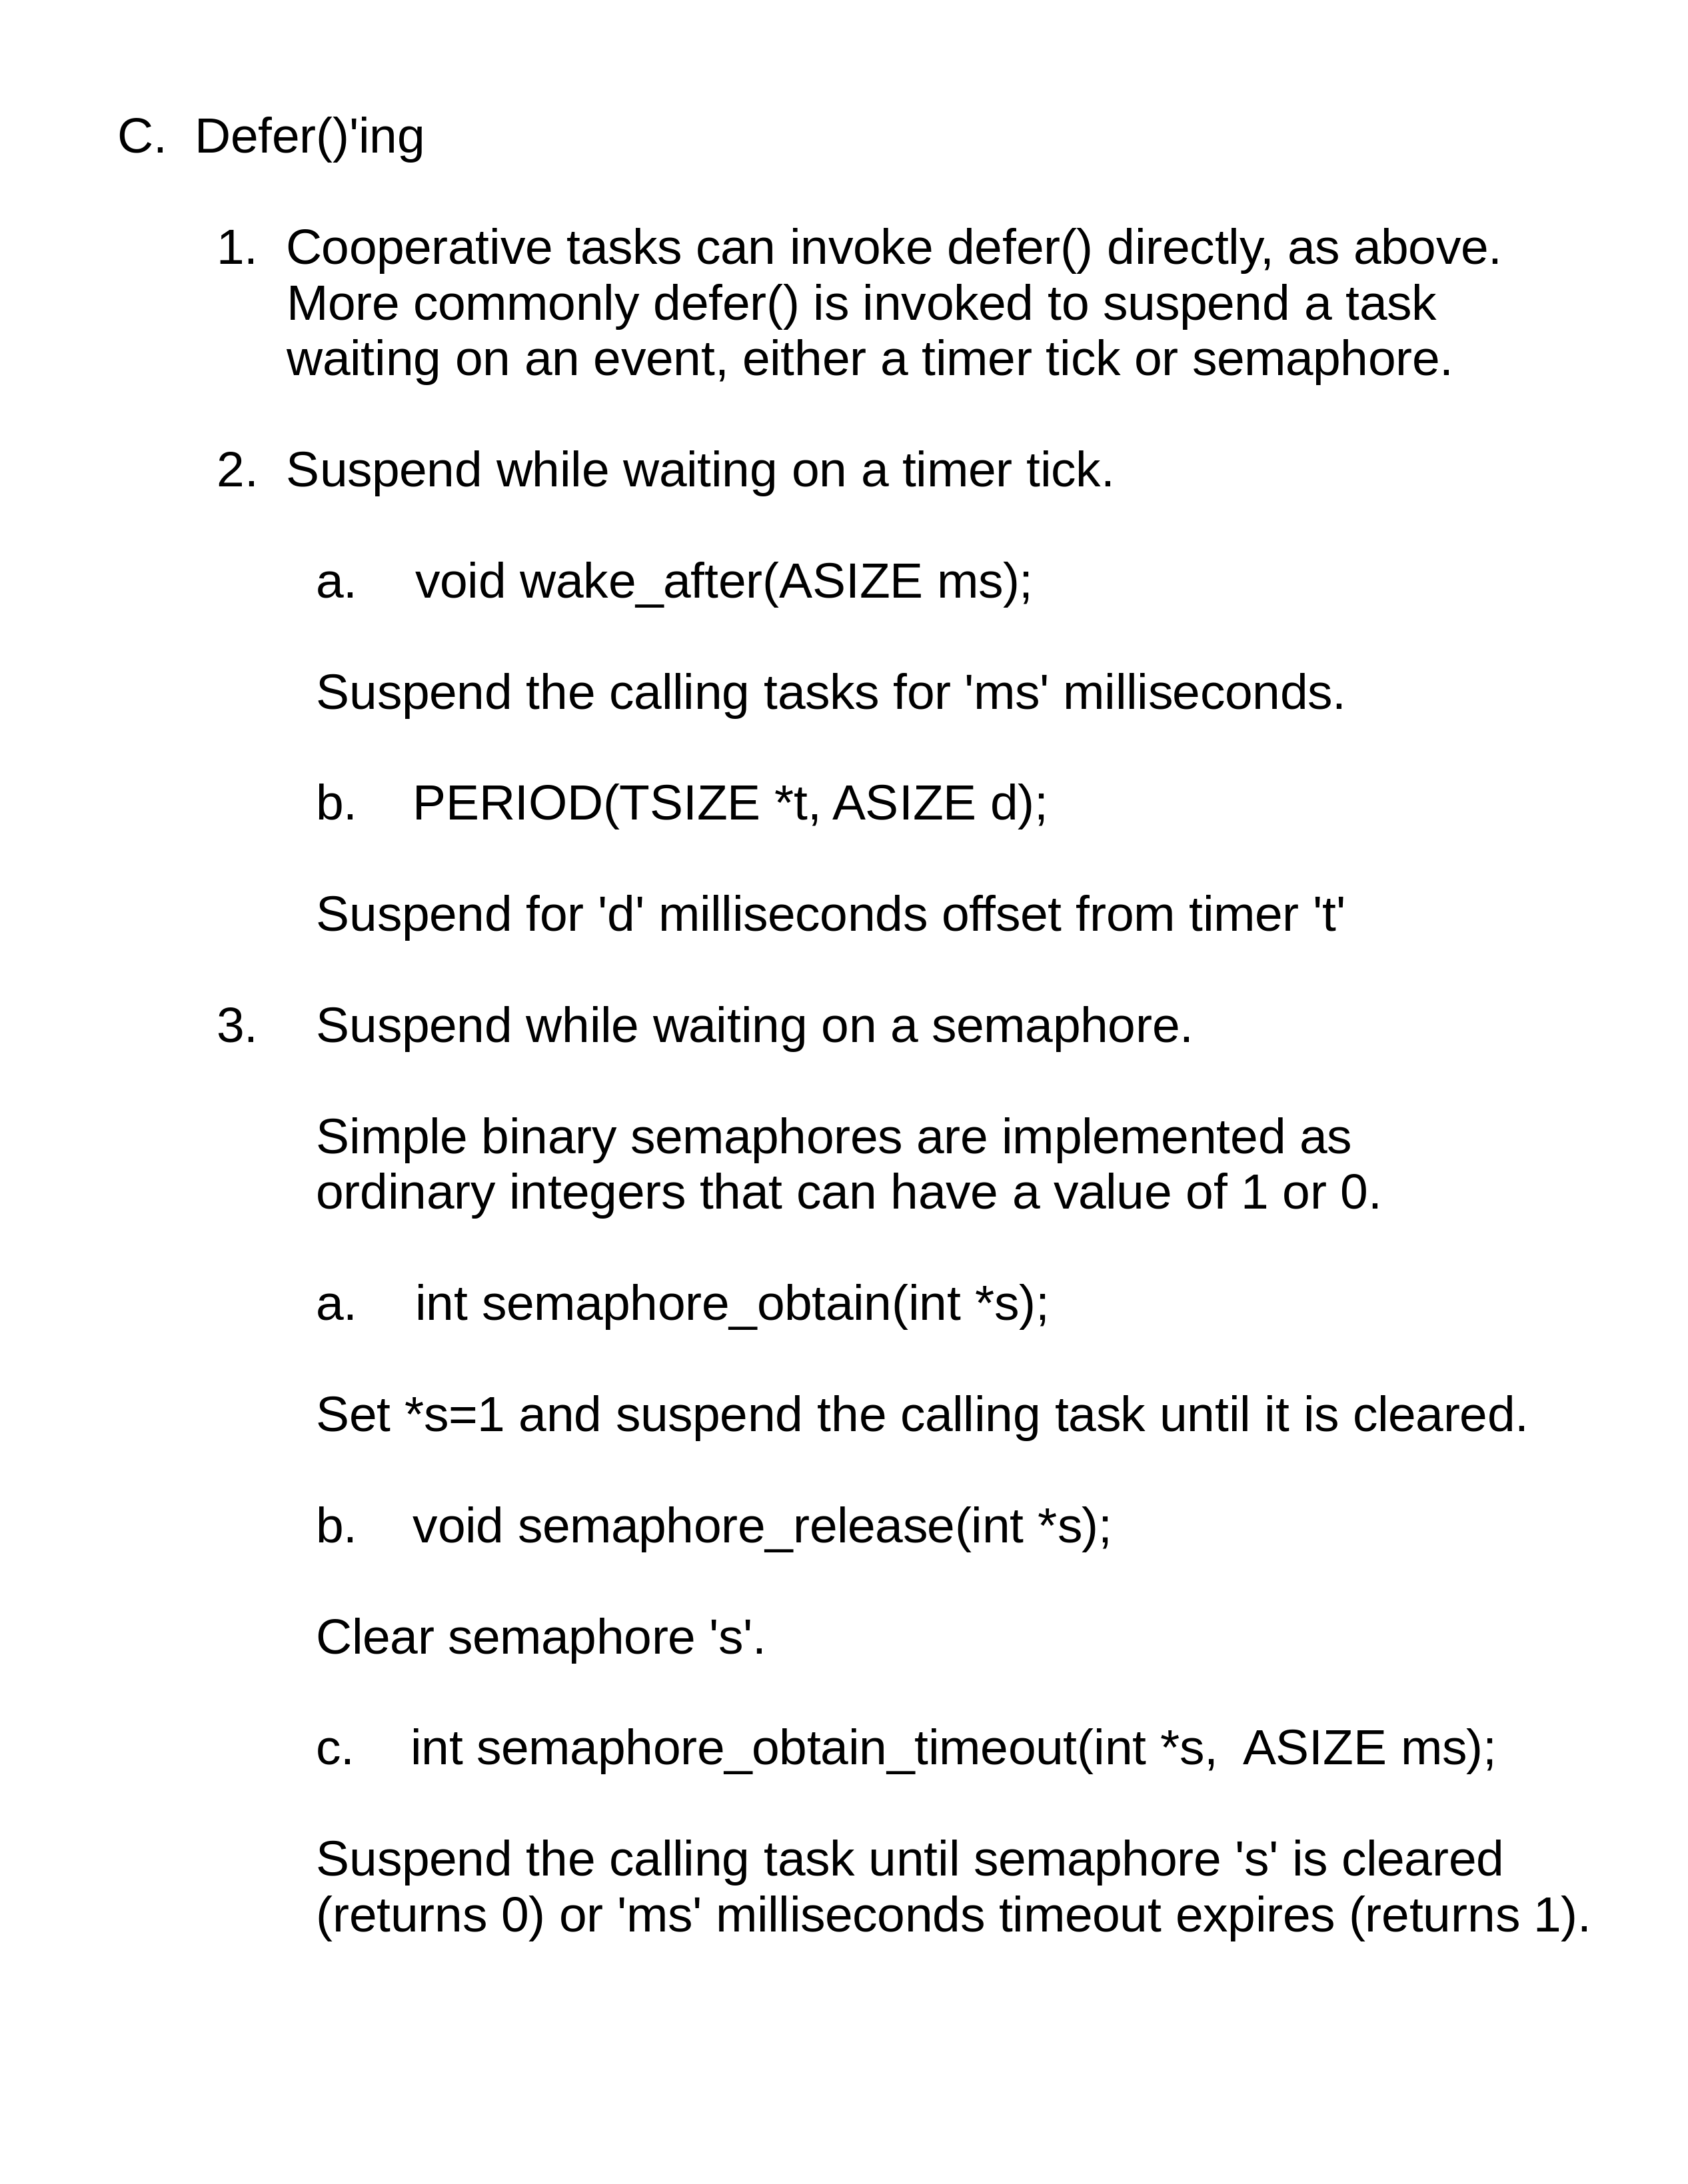 C.  Defer()'ing
1.  Cooperative tasks can invoke defer() directly, as above.
More commonly defer() is invoked to suspend a task
waiting on an event, either a timer tick or semaphore.
2.  Suspend while waiting on a timer tick.
a.    void wake_after(ASIZE ms);
Suspend the calling tasks for 'ms' milliseconds.
b.    PERIOD(TSIZE *t, ASIZE d);
Suspend for 'd' milliseconds offset from timer 't'
3.    Suspend while waiting on a semaphore.
Simple binary semaphores are implemented as
ordinary integers that can have a value of 1 or 0.
a.    int semaphore_obtain(int *s);
Set *s=1 and suspend the calling task until it is cleared.
b.    void semaphore_release(int *s);
Clear semaphore 's'.
c.    int semaphore_obtain_timeout(int *s,  ASIZE ms);
Suspend the calling task until semaphore 's' is cleared
(returns 0) or 'ms' milliseconds timeout expires (returns 1).